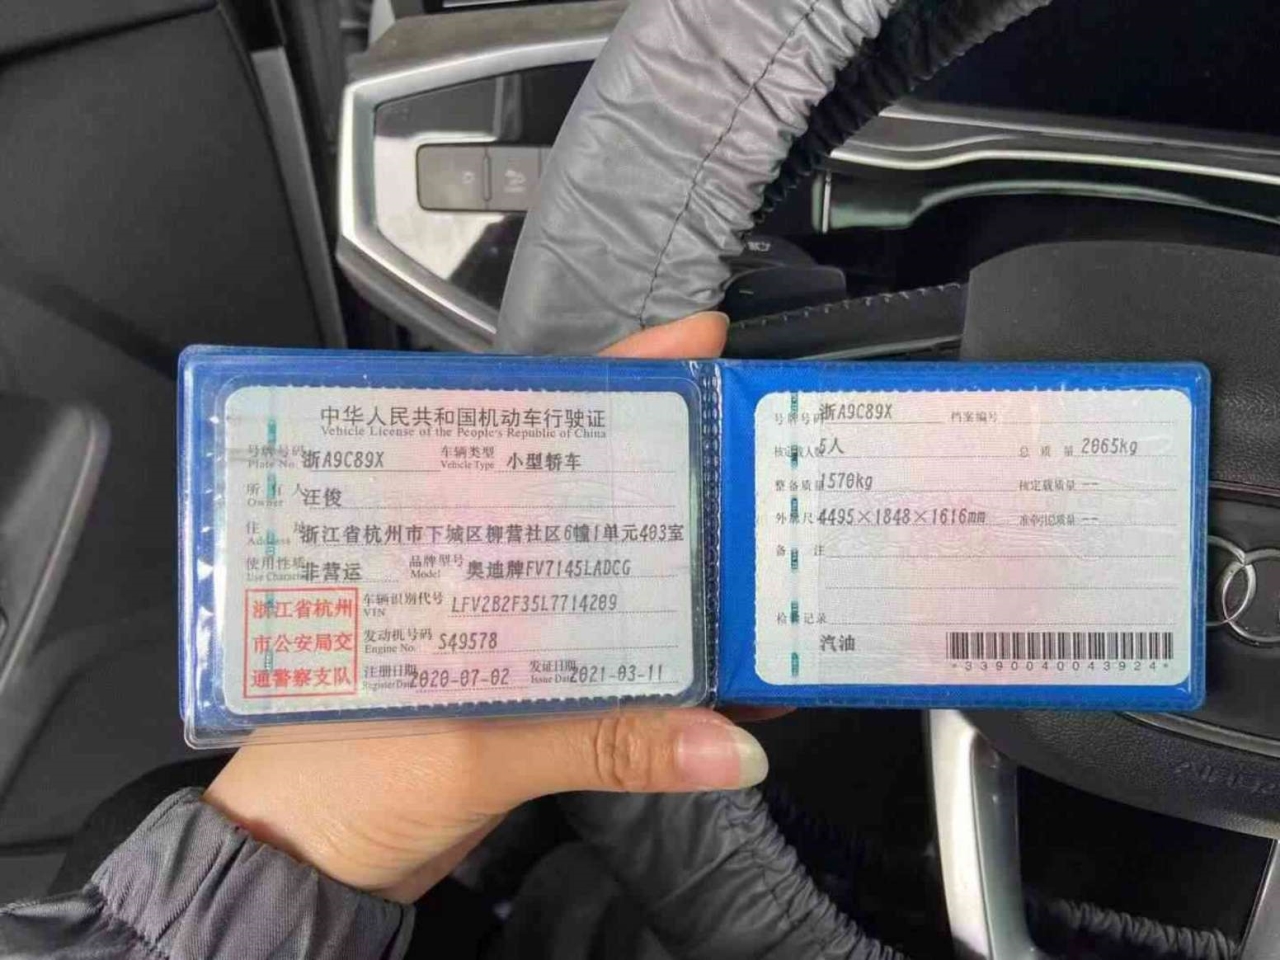 中华人民共和国机动车行驶证
Vehicle License of the People's Republic of China
号牌号码 浙A9C89X 车辆类型 小型轿车
Plate No. Vehicle Type
所有人 汪俊
Owner
住址 浙江省杭州市下城区柳营社区6幢1单元403室
使用性质 非营运 品牌型号 奥迪牌FV7145LADCG
Use Character Model
浙江省杭州
市公安局交
通警察支队
车辆识别代号 LFV2B2F35L7714209
VIN
发动机号码 S49578
Engine No.
注册日期 2020-07-02 发证日期 2021-03-11
Register Date Issue Date
号牌号码 浙A9C89X 档案编号
核定载人数 5人 总质量 2065kg
整备质量 1570kg 核定载质量 --
外廓尺 4495×1848×1616mm 准牵引总质量 --
备注
检 记录
汽油
*3390040043924*